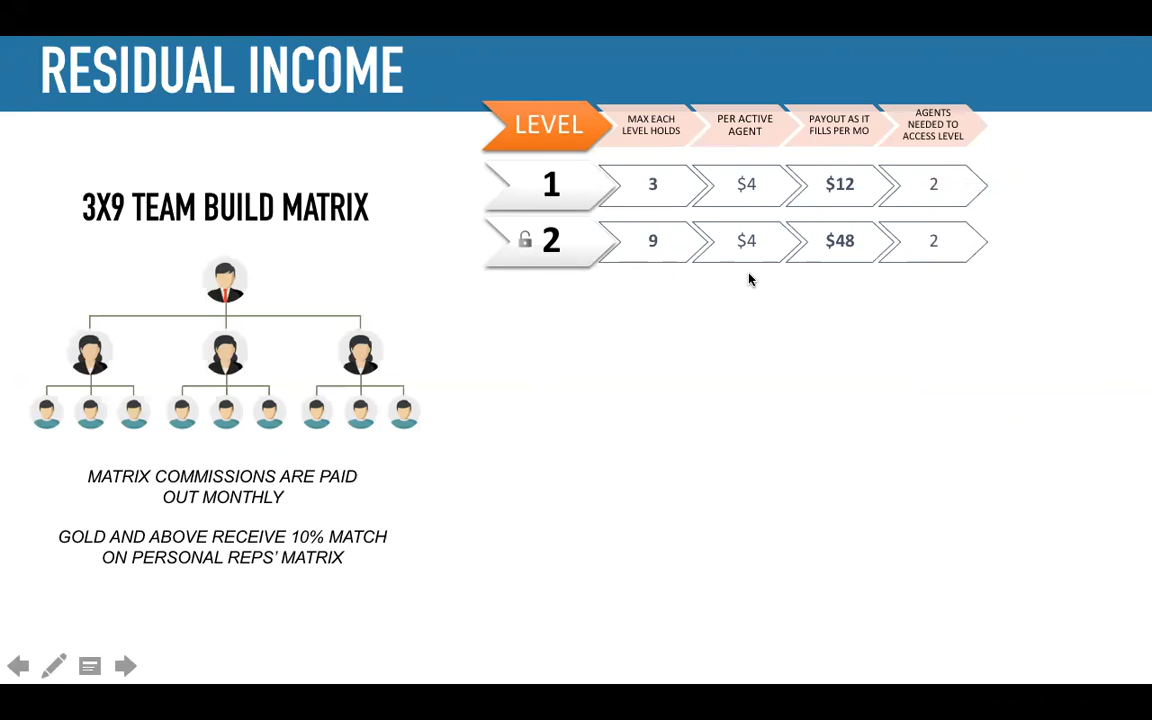 RESIDUAL INCOME
LEVEL
MAX EACH
LEVEL HOLDS
PER ACTIVE
AGENT
PAYOUT AS IT
FILLS PER MO
AGENTS
NEEDED TO
ACCESS LEVEL
1 3 $4 $12 2
2 9 $4 $48 2
3X9 TEAM BUILD MATRIX
MATRIX COMMISSIONS ARE PAID
OUT MONTHLY
GOLD AND ABOVE RECEIVE 10% MATCH
ON PERSONAL REPS' MATRIX